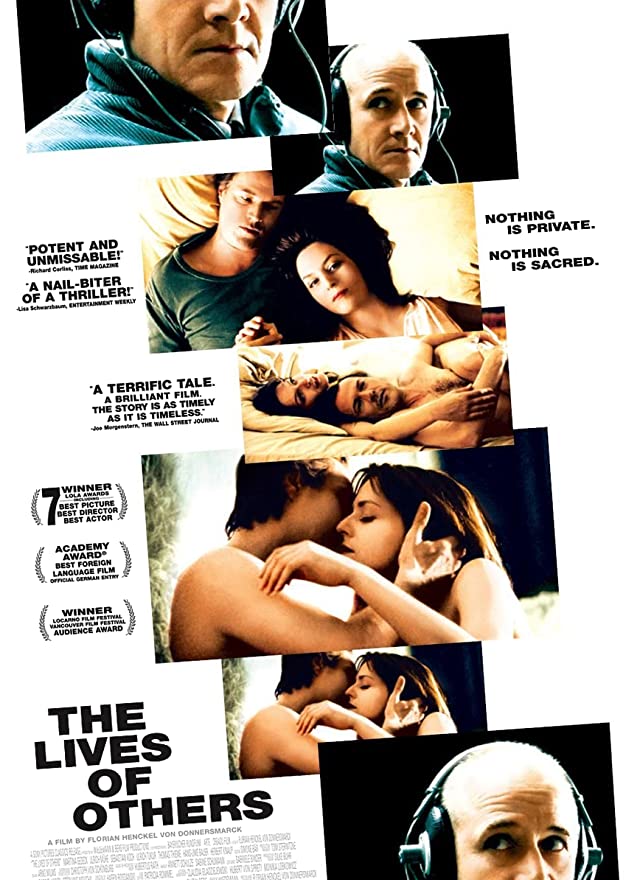 NOTHING
IS PRIVATE.
NOTHING
IS SACRED.
"POTENT AND
UNMISSABLE!"
-Richard Corliss, TIME MAGAZINE
"A NAIL-BITER
OF A THRILLER!"
-Lisa Schwarzbaum, ENTERTAINMENT WEEKLY
"A TERRIFIC TALE.
A BRILLIANT FILM.
THE STORY IS AS TIMELY
AS IT IS TIMELESS."
-Joe Morgenstern, THE WALL STREET JOURNAL
7 WINNER
LOLA AWARDS
INCLUDING
BEST PICTURE
BEST DIRECTOR
BEST ACTOR
ACADEMY
AWARD®
BEST FOREIGN
LANGUAGE FILM
OFFICIAL GERMAN ENTRY
WINNER
LOCARNO FILM FESTIVAL
VANCOUVER FILM FESTIVAL
AUDIENCE AWARD
THE
LIVES
OF
OTHERS
A FILM BY FLORIAN HENCKEL VON DONNERSMARCK